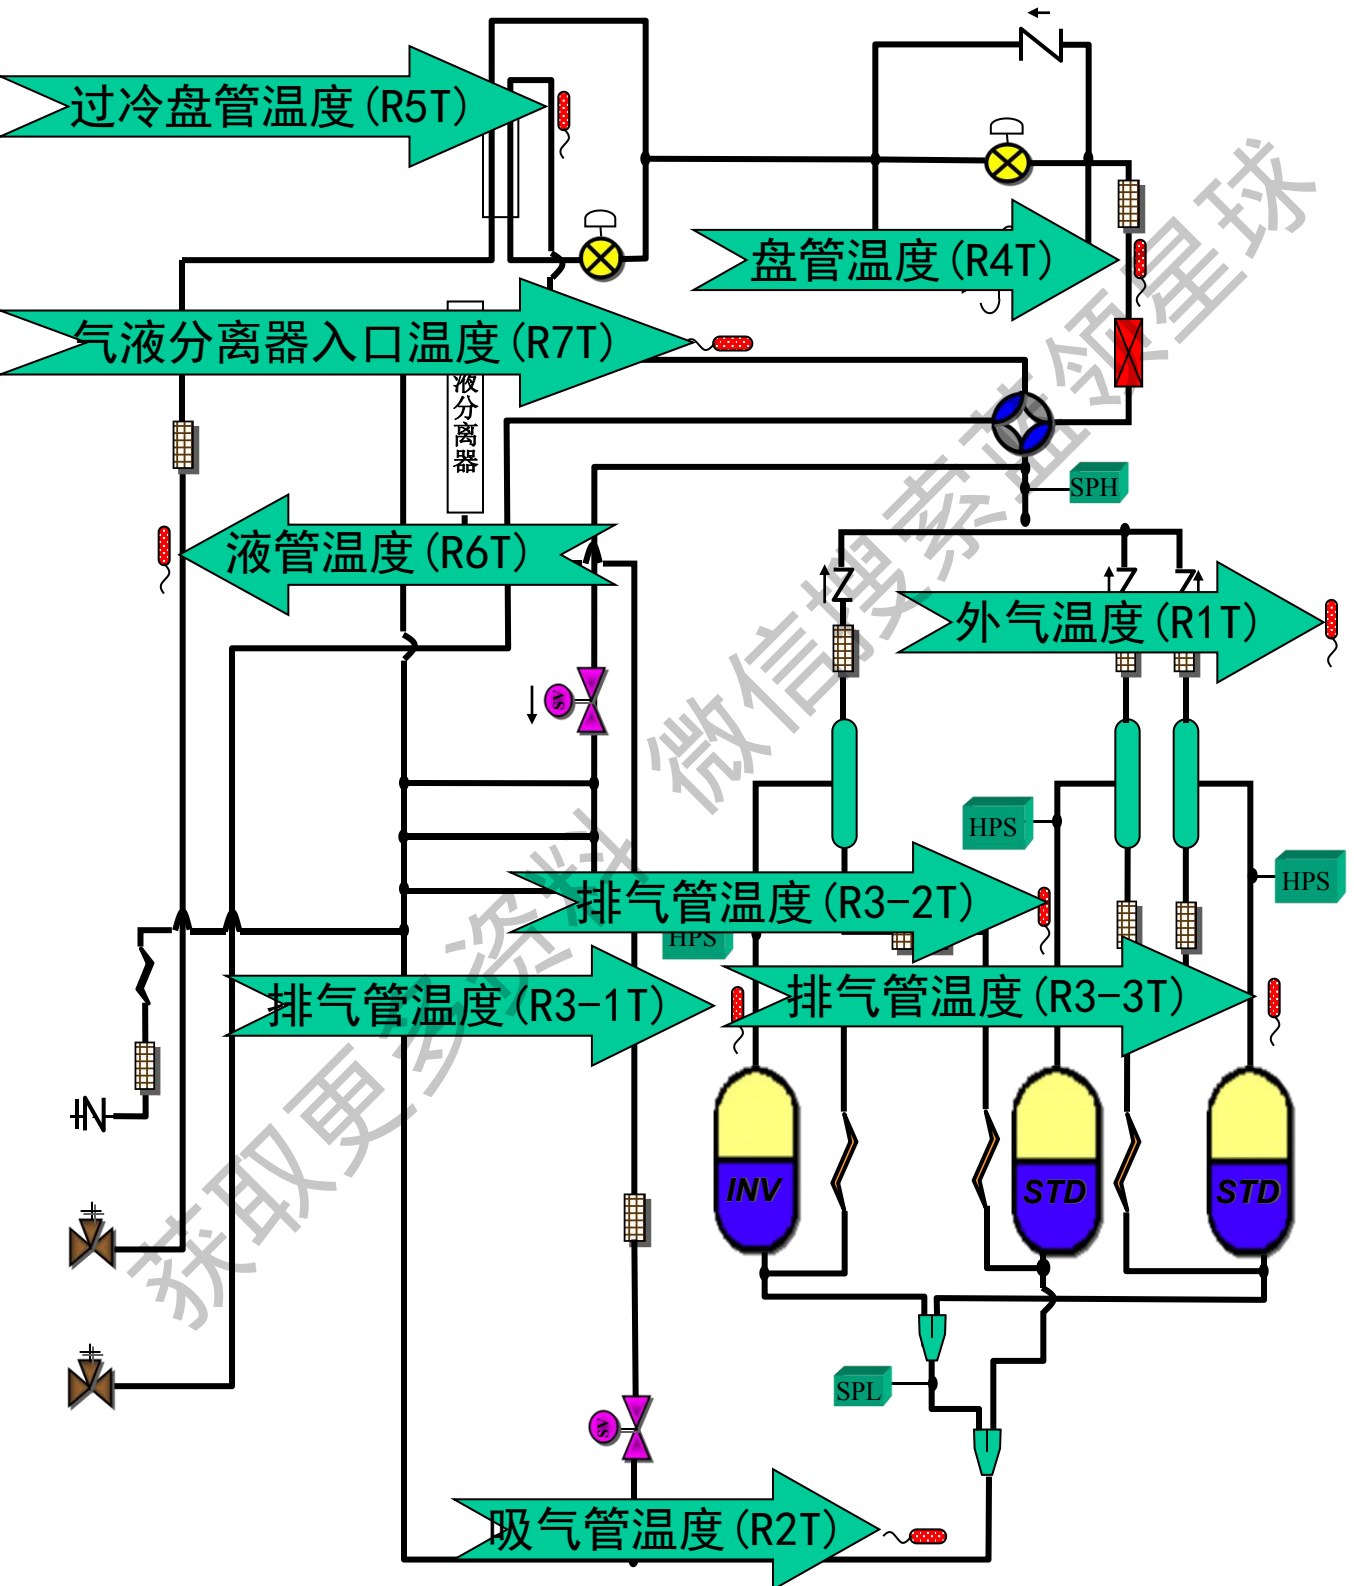 过冷盘管温度(R5T)
盘管温度(R4T)
气液分离器入口温度(R7T)
液分离器
SPH
液管温度(R6T)
外气温度(R1T)
SV
HPS
HPS
排气管温度(R3-2T)
HPS
排气管温度(R3-1T)
排气管温度(R3-3T)
INV
STD
STD
SPL
SV
吸气管温度(R2T)
获取更多资料 微信搜索蓝领星球